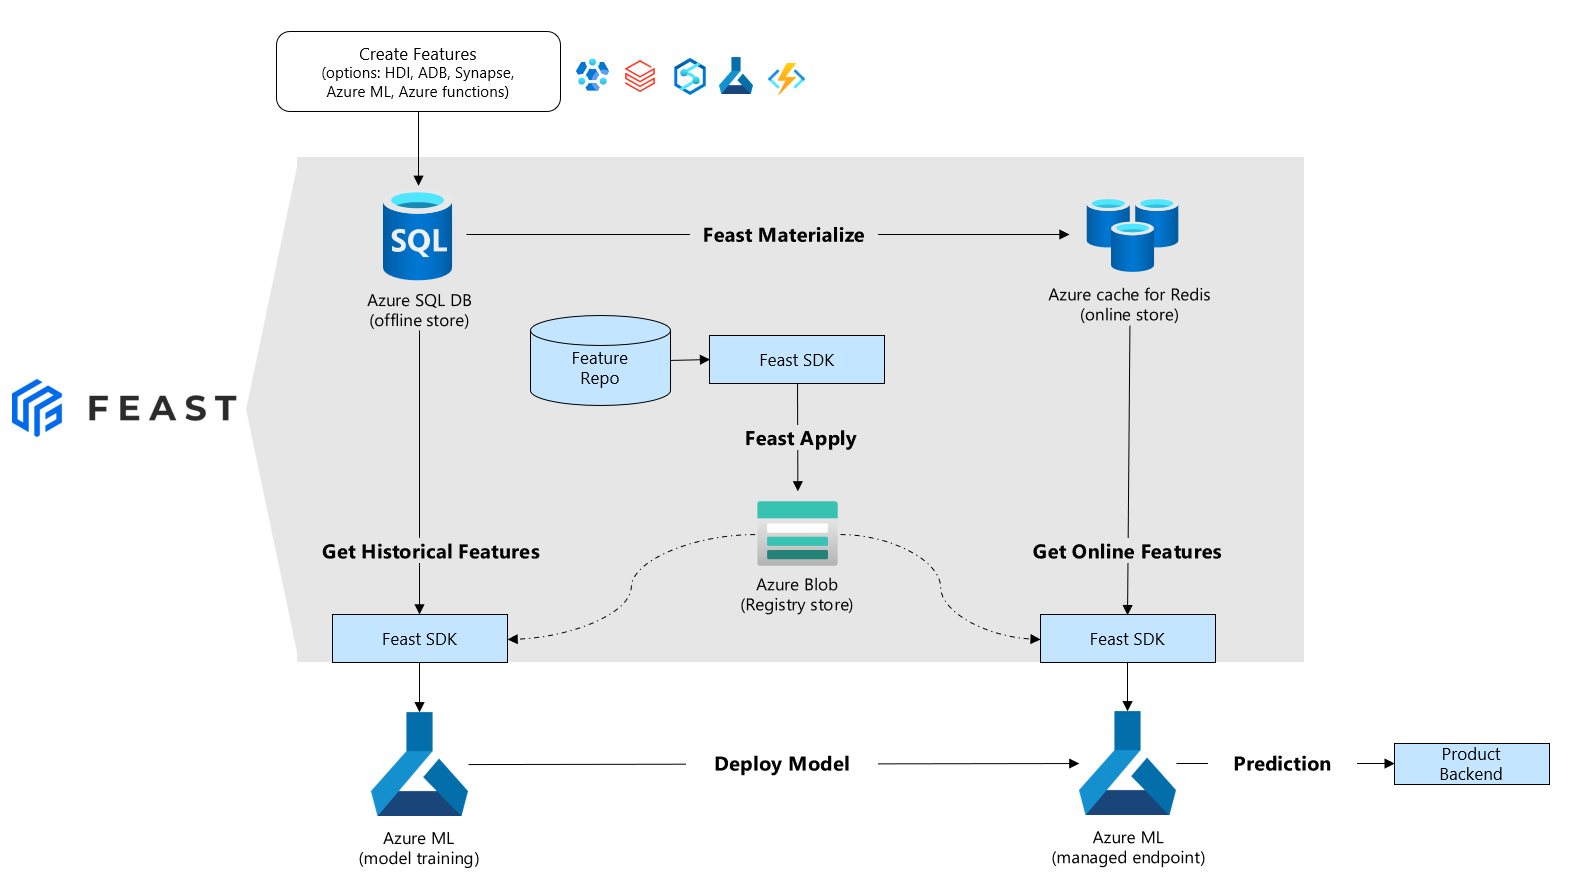 Create Features
(options: HDI, ADB, Synapse,
Azure ML, Azure functions)
SQL
Feast Materialize
Azure SQL DB
(offline store)
Azure cache for Redis
(online store)
Feature
Repo
Feast SDK
FEAST
Feast Apply
Get Historical Features
Get Online Features
Azure Blob
(Registry store)
Feast SDK
Feast SDK
Deploy Model
Prediction
Product
Backend
Azure ML
(model training)
Azure ML
(managed endpoint)